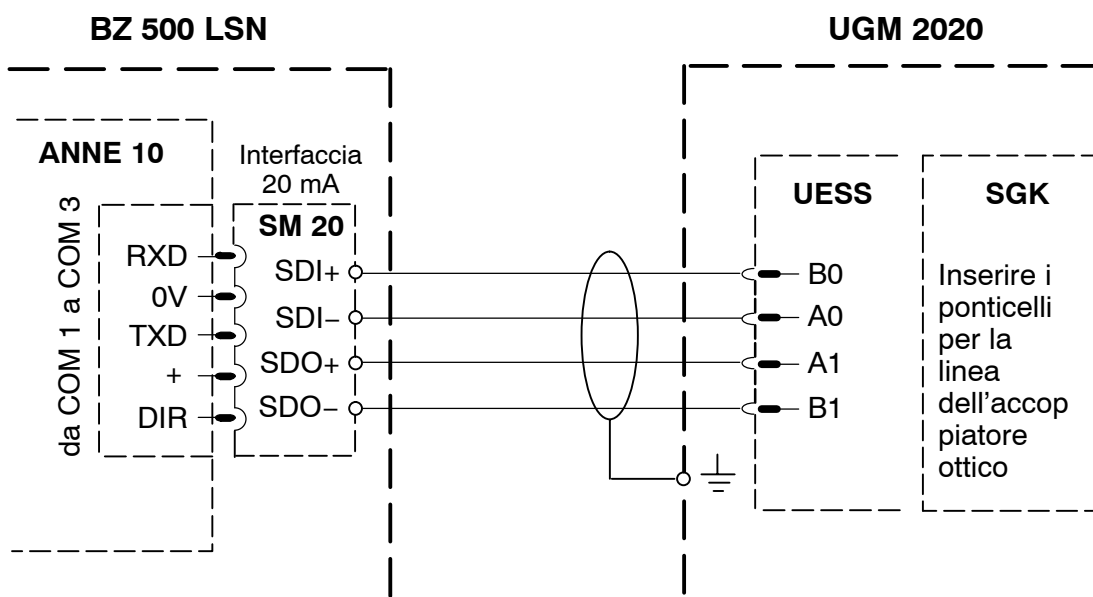 BZ 500 LSN
UGM 2020
ANNE 10
Interfaccia
20 mA
da COM 1 a COM 3
RXD
0V
TXD
+
DIR
SM 20
SDI+
SDI−
SDO+
SDO−
UESS
B0
A0
A1
B1
SGK
Inserire i
ponticelli
per la
linea
dell'accop
piatore
ottico